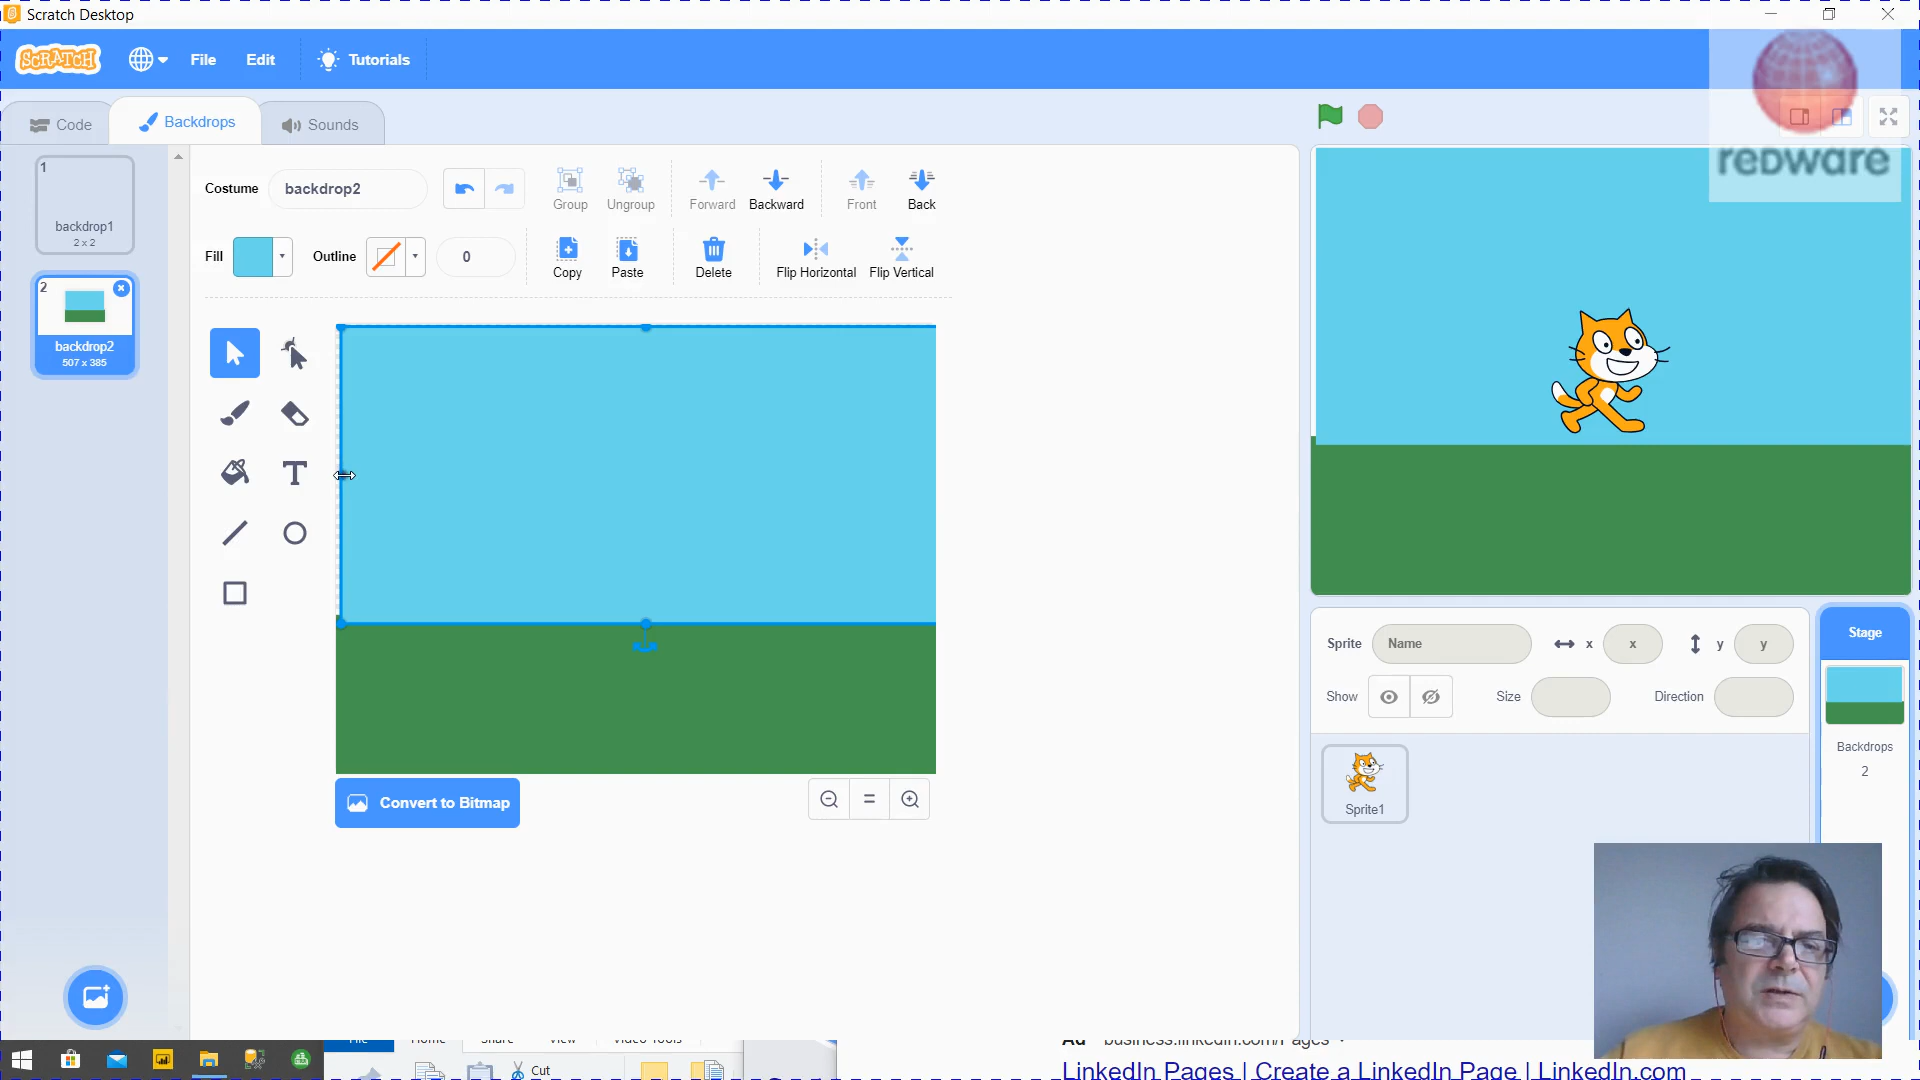 Scratch Desktop
SCRATCH
File
Edit
Tutorials
redware
Code
Backdrops
Sounds
1
backdrop1
2 x 2
2
backdrop2
507 x 385
Costume
backdrop2
Group
Ungroup
Forward
Backward
Front
Back
Fill
Outline
0
Copy
Paste
Delete
Flip Horizontal
Flip Vertical
T
Convert to Bitmap
Sprite
Name
x
x
y
y
Show
Size
Direction
Sprite1
Stage
Backdrops
2
Cut
LinkedIn Pages | Create a LinkedIn Page | LinkedIn.com